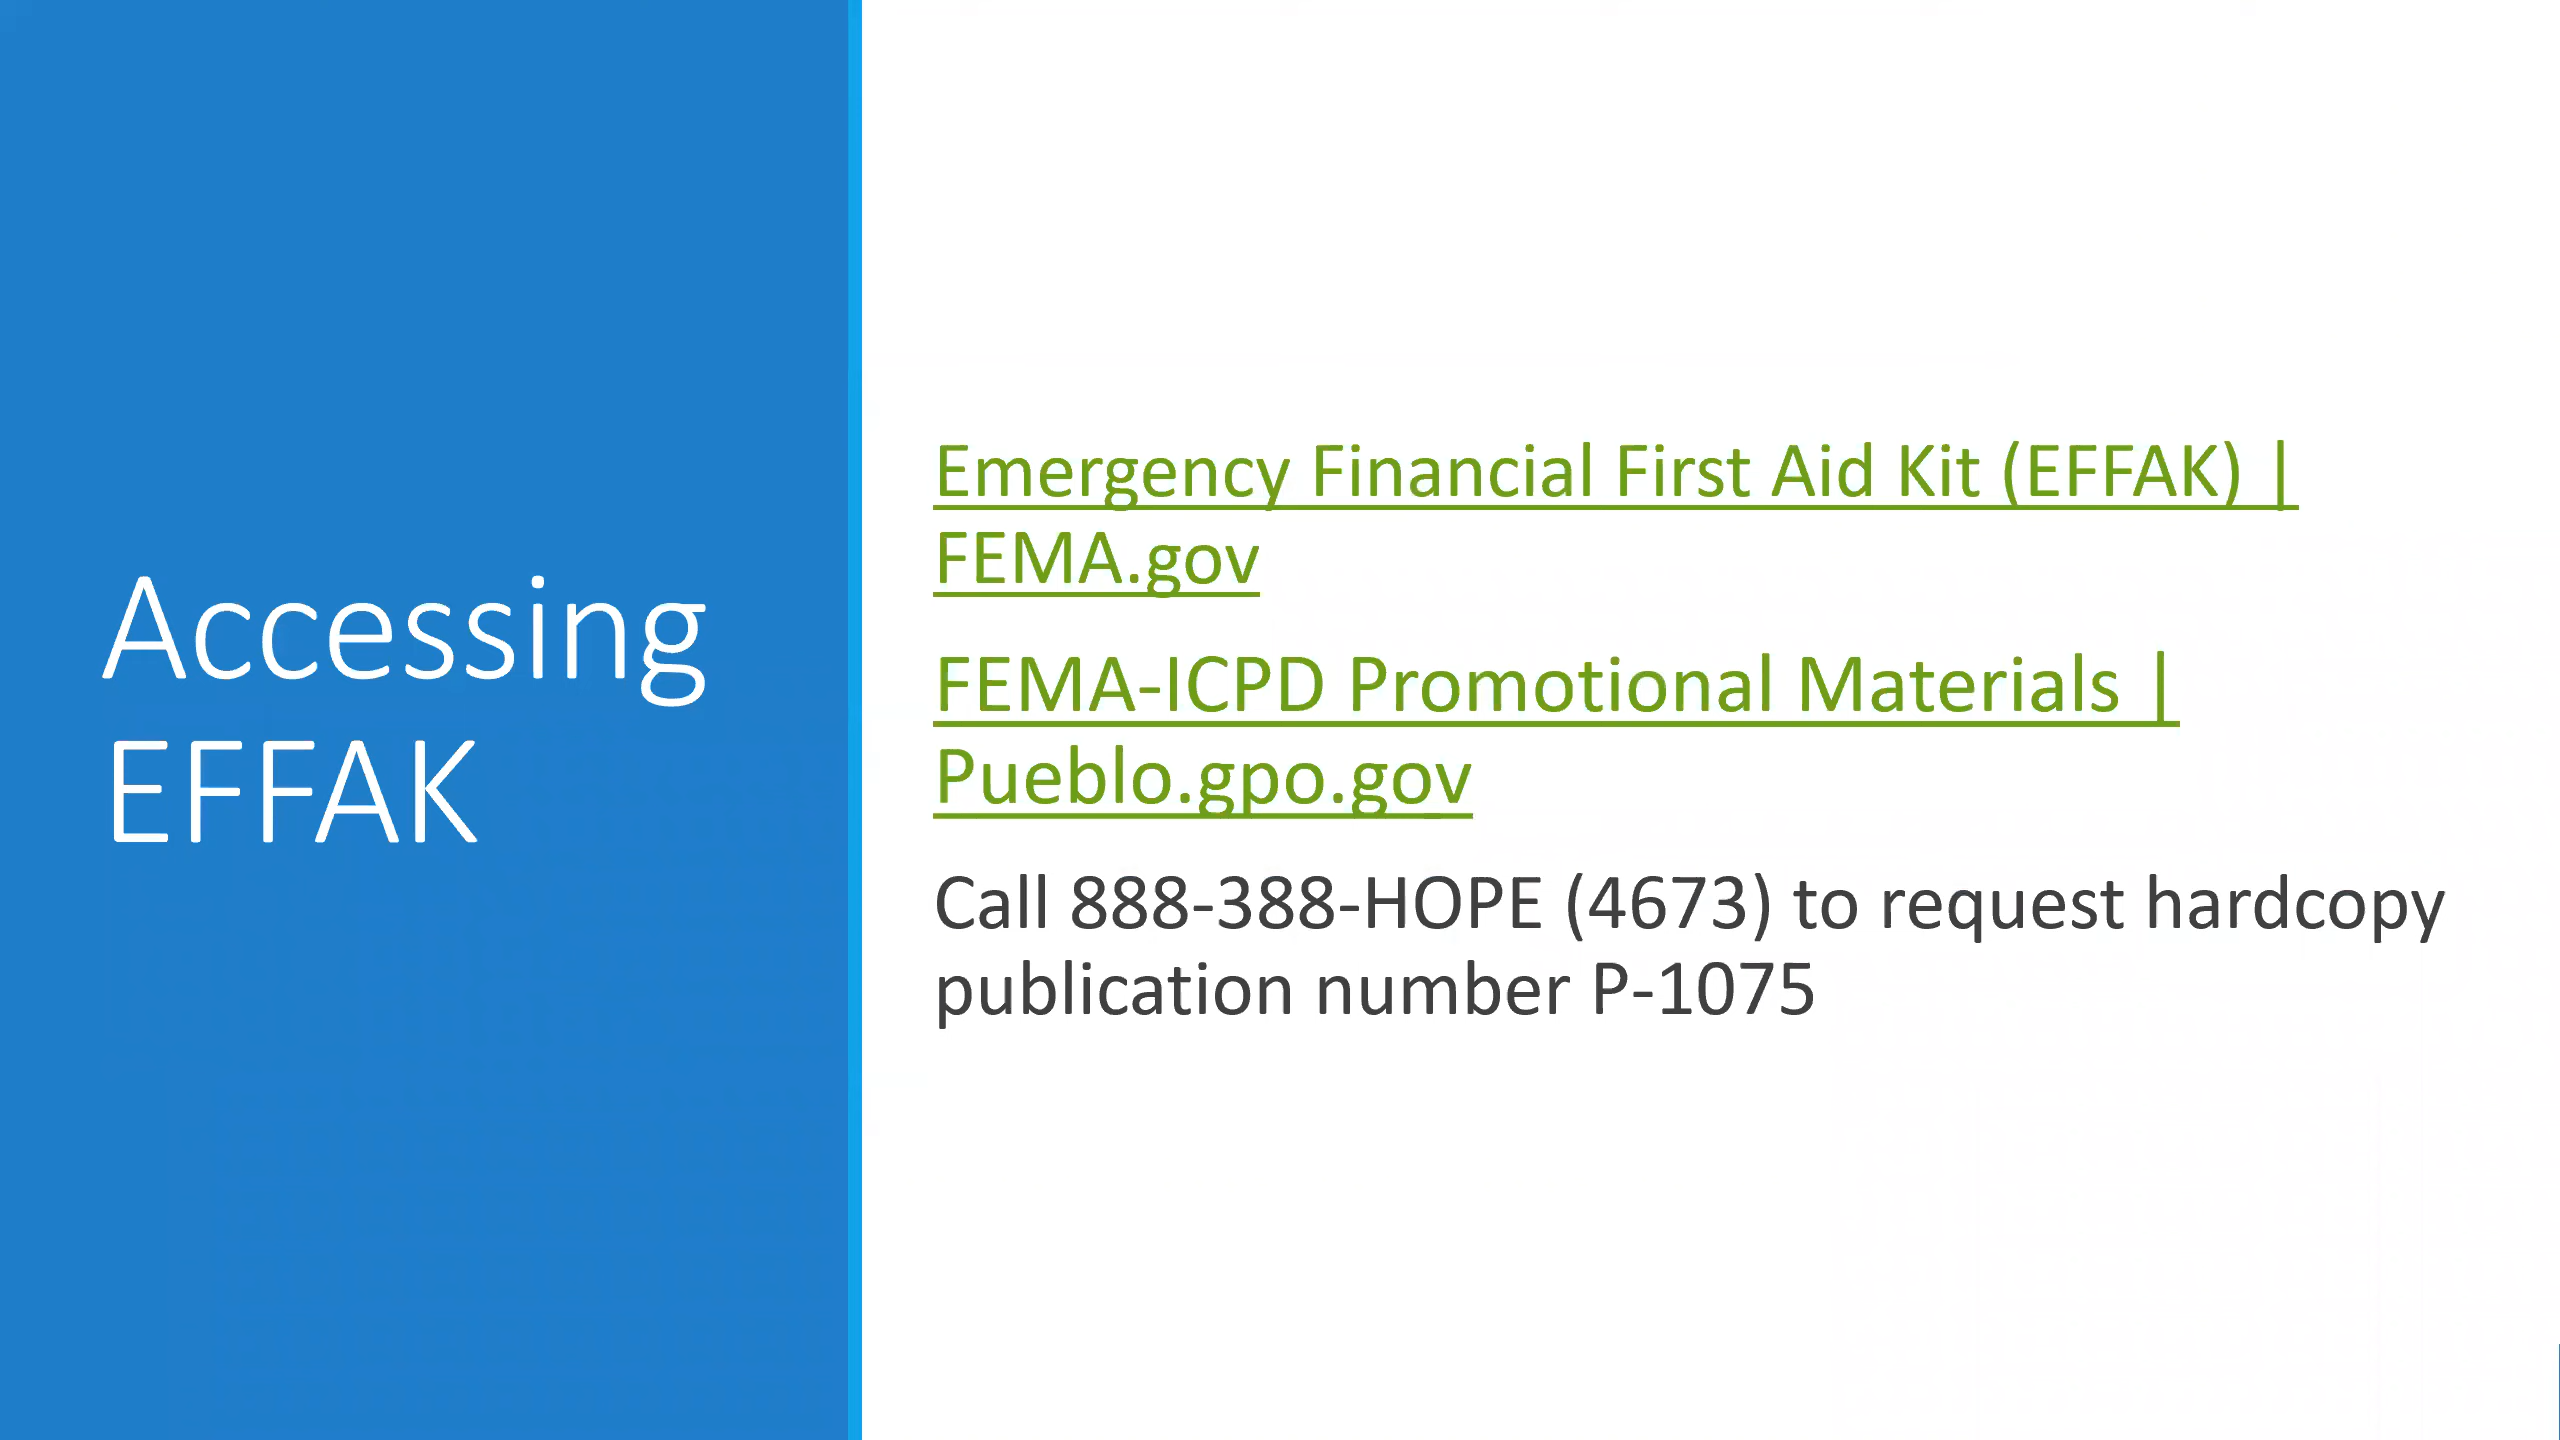 Accessing
EFFAK
Emergency Financial First Aid Kit (EFFAK) |
FEMA.gov
FEMA-ICPD Promotional Materials |
Pueblo.gpo.gov
Call 888-388-HOPE (4673) to request hardcopy
publication number P-1075